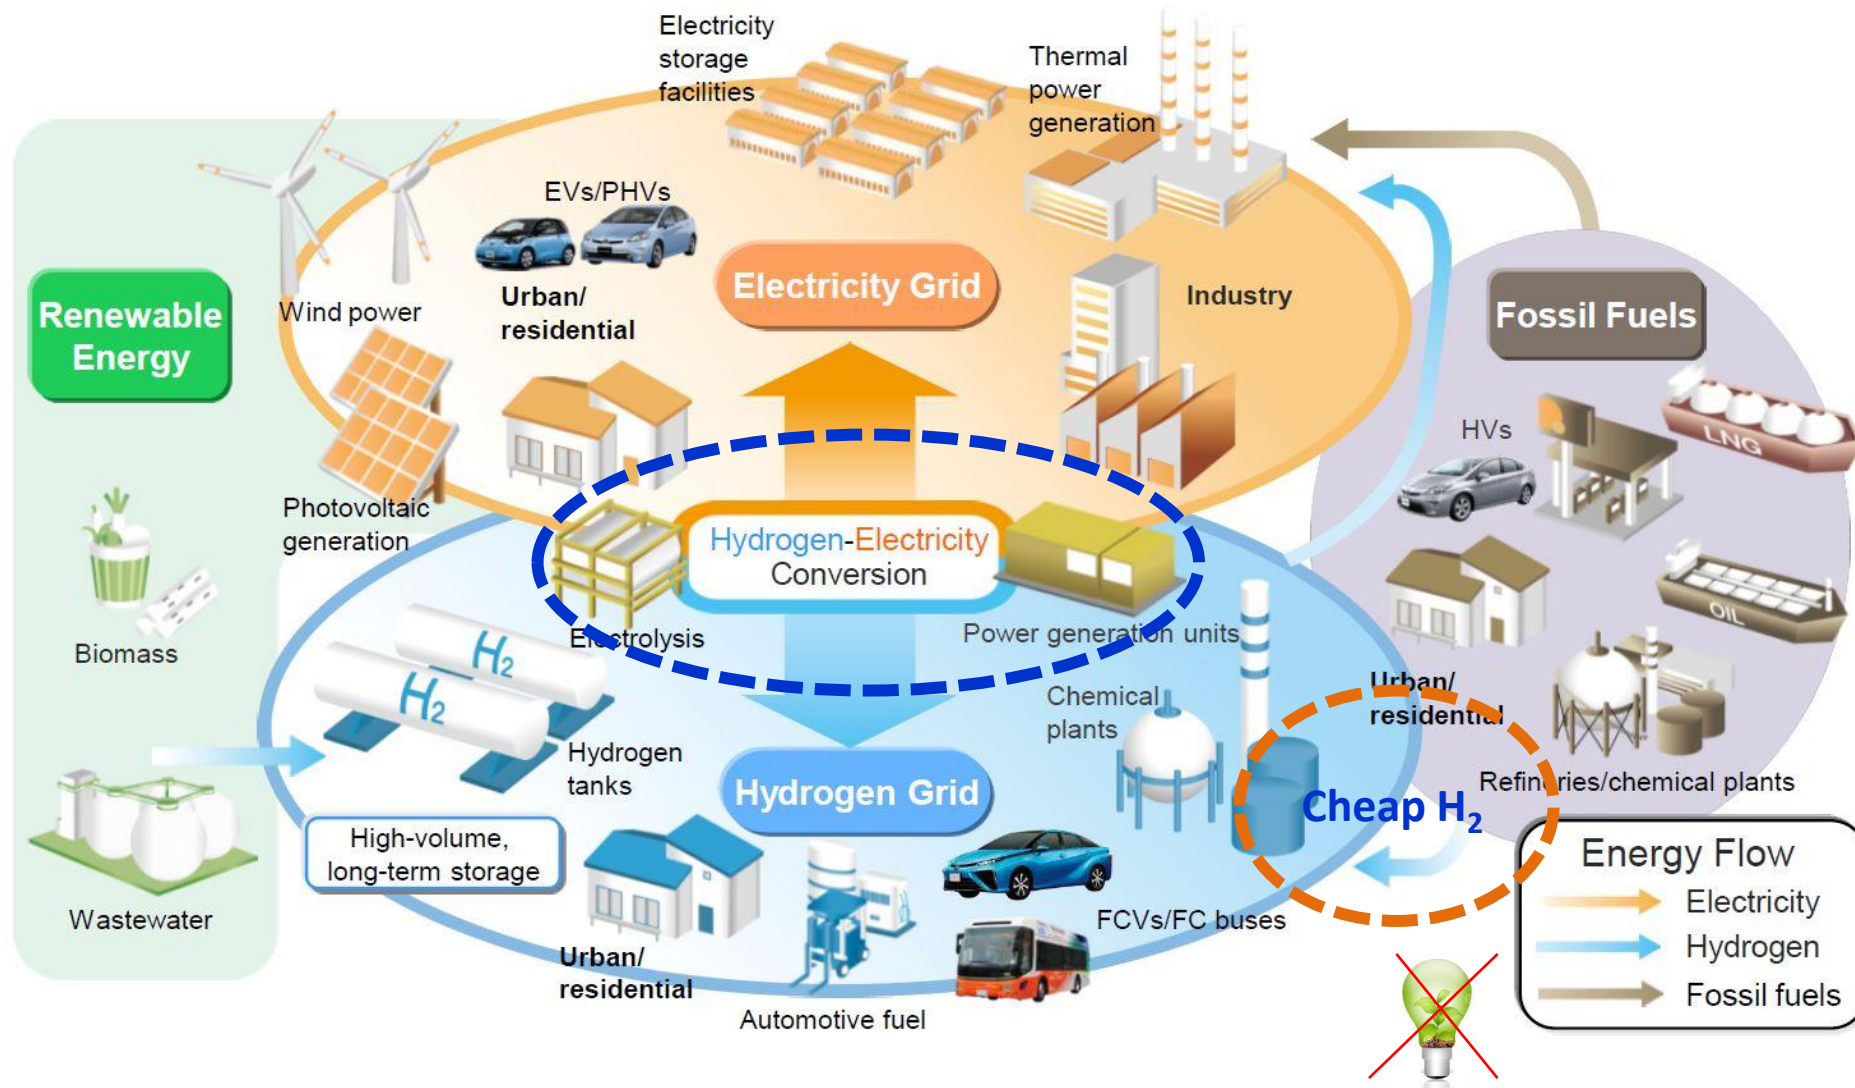 Electricity
storage
facilities
Thermal
power
generation
EVs/PHVs
Urban/
residential
Electricity Grid
Industry
Renewable
Energy
Wind power
Photovoltaic
generation
Biomass
Wastewater
Fossil Fuels
HVs
LNG
OIL
Urban/
residential
Refineries/chemical plants
Hydrogen-Electricity
Conversion
Electrolysis
Power generation units
H2
H2
Hydrogen
tanks
High-volume,
long-term storage
Chemical
plants
Hydrogen Grid
Cheap H2
Urban/
residential
Automotive fuel
FCVs/FC buses
Energy Flow
Electricity
Hydrogen
Fossil fuels